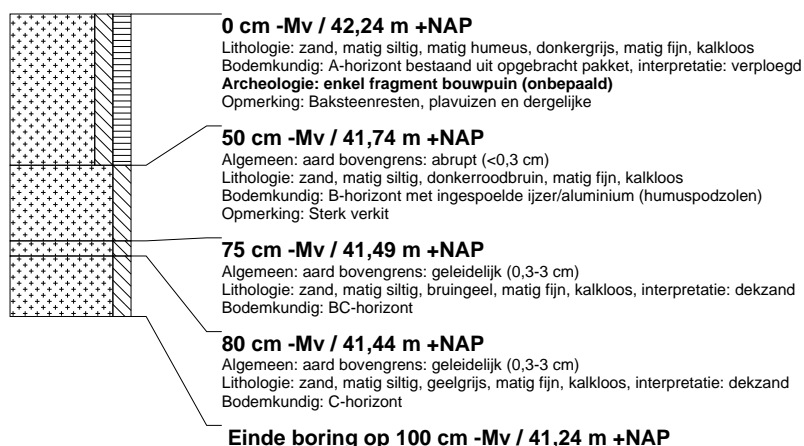 0 cm -Mv / 42,24 m +NAP
Lithologie: zand, matig siltig, matig humeus, donkergrijs, matig fijn, kalkloos
Bodemkundig: A-horizont bestaand uit opgebracht pakket, interpretatie: verploegd
Archeologie: enkel fragment bouwpuin (onbepaald)
Opmerking: Baksteenresten, plavuizen en dergelijke
50 cm -Mv / 41,74 m +NAP
Algemeen: aard bovengrens: abrupt (<0,3 cm)
Lithologie: zand, matig siltig, donkerroodbruin, matig fijn, kalkloos
Bodemkundig: B-horizont met ingespoelde ijzer/aluminium (humuspodzolen)
Opmerking: Sterk verkit
75 cm -Mv / 41,49 m +NAP
Algemeen: aard bovengrens: geleidelijk (0,3-3 cm)
Lithologie: zand, matig siltig, bruingeel, matig fijn, kalkloos, interpretatie: dekzand
Bodemkundig: BC-horizont
80 cm -Mv / 41,44 m +NAP
Algemeen: aard bovengrens: geleidelijk (0,3-3 cm)
Lithologie: zand, matig siltig, geelgrijs, matig fijn, kalkloos, interpretatie: dekzand
Bodemkundig: C-horizont
Einde boring op 100 cm -Mv / 41,24 m +NAP